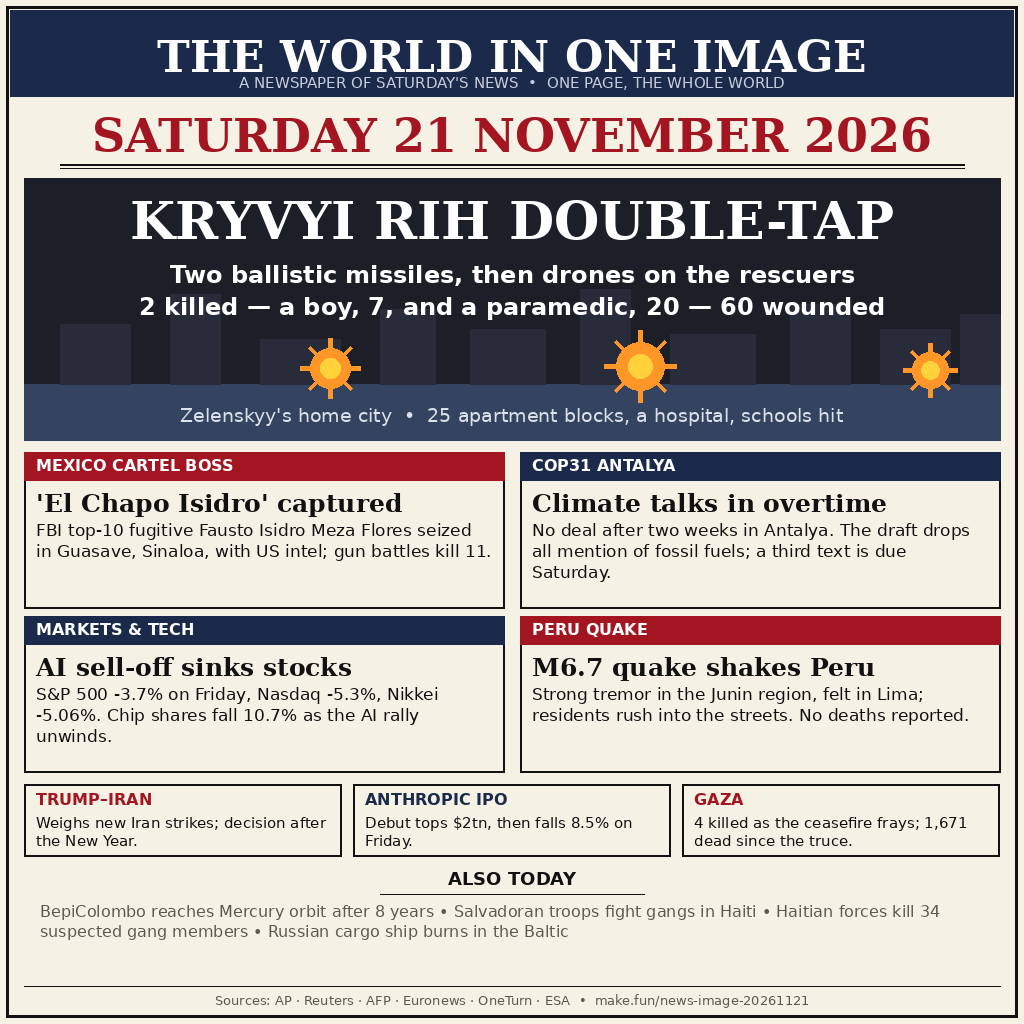 THE WORLD IN ONE IMAGE
A NEWSPAPER OF SATURDAY'S NEWS • ONE PAGE, THE WHOLE WORLD
SATURDAY 21 NOVEMBER 2026
KRYVYI RIH DOUBLE-TAP
Two ballistic missiles, then drones on the rescuers
2 killed — a boy, 7, and a paramedic, 20 — 60 wounded
Zelenskyy's home city • 25 apartment blocks, a hospital, schools hit
MEXICO CARTEL BOSS
'El Chapo Isidro' captured
FBI top-10 fugitive Fausto Isidro Meza Flores seized
in Guasave, Sinaloa, with US intel; gun battles kill 11.
COP31 ANTALYA
Climate talks in overtime
No deal after two weeks in Antalya. The draft drops
all mention of fossil fuels; a third text is due
Saturday.
MARKETS & TECH
AI sell-off sinks stocks
S&P 500 -3.7% on Friday, Nasdaq -5.3%, Nikkei
-5.06%. Chip shares fall 10.7% as the AI rally
unwinds.
PERU QUAKE
M6.7 quake shakes Peru
Strong tremor in the Junin region, felt in Lima;
residents rush into the streets. No deaths reported.
TRUMP–IRAN
Weighs new Iran strikes; decision after
the New Year.
ANTHROPIC IPO
Debut tops $2tn, then falls 8.5% on
Friday.
GAZA
4 killed as the ceasefire frays; 1,671
dead since the truce.
ALSO TODAY
BepiColombo reaches Mercury orbit after 8 years • Salvadoran troops fight gangs in Haiti • Haitian forces kill 34
suspected gang members • Russian cargo ship burns in the Baltic
Sources: AP · Reuters · AFP · Euronews · OneTurn · ESA • make.fun/news-image-20261121